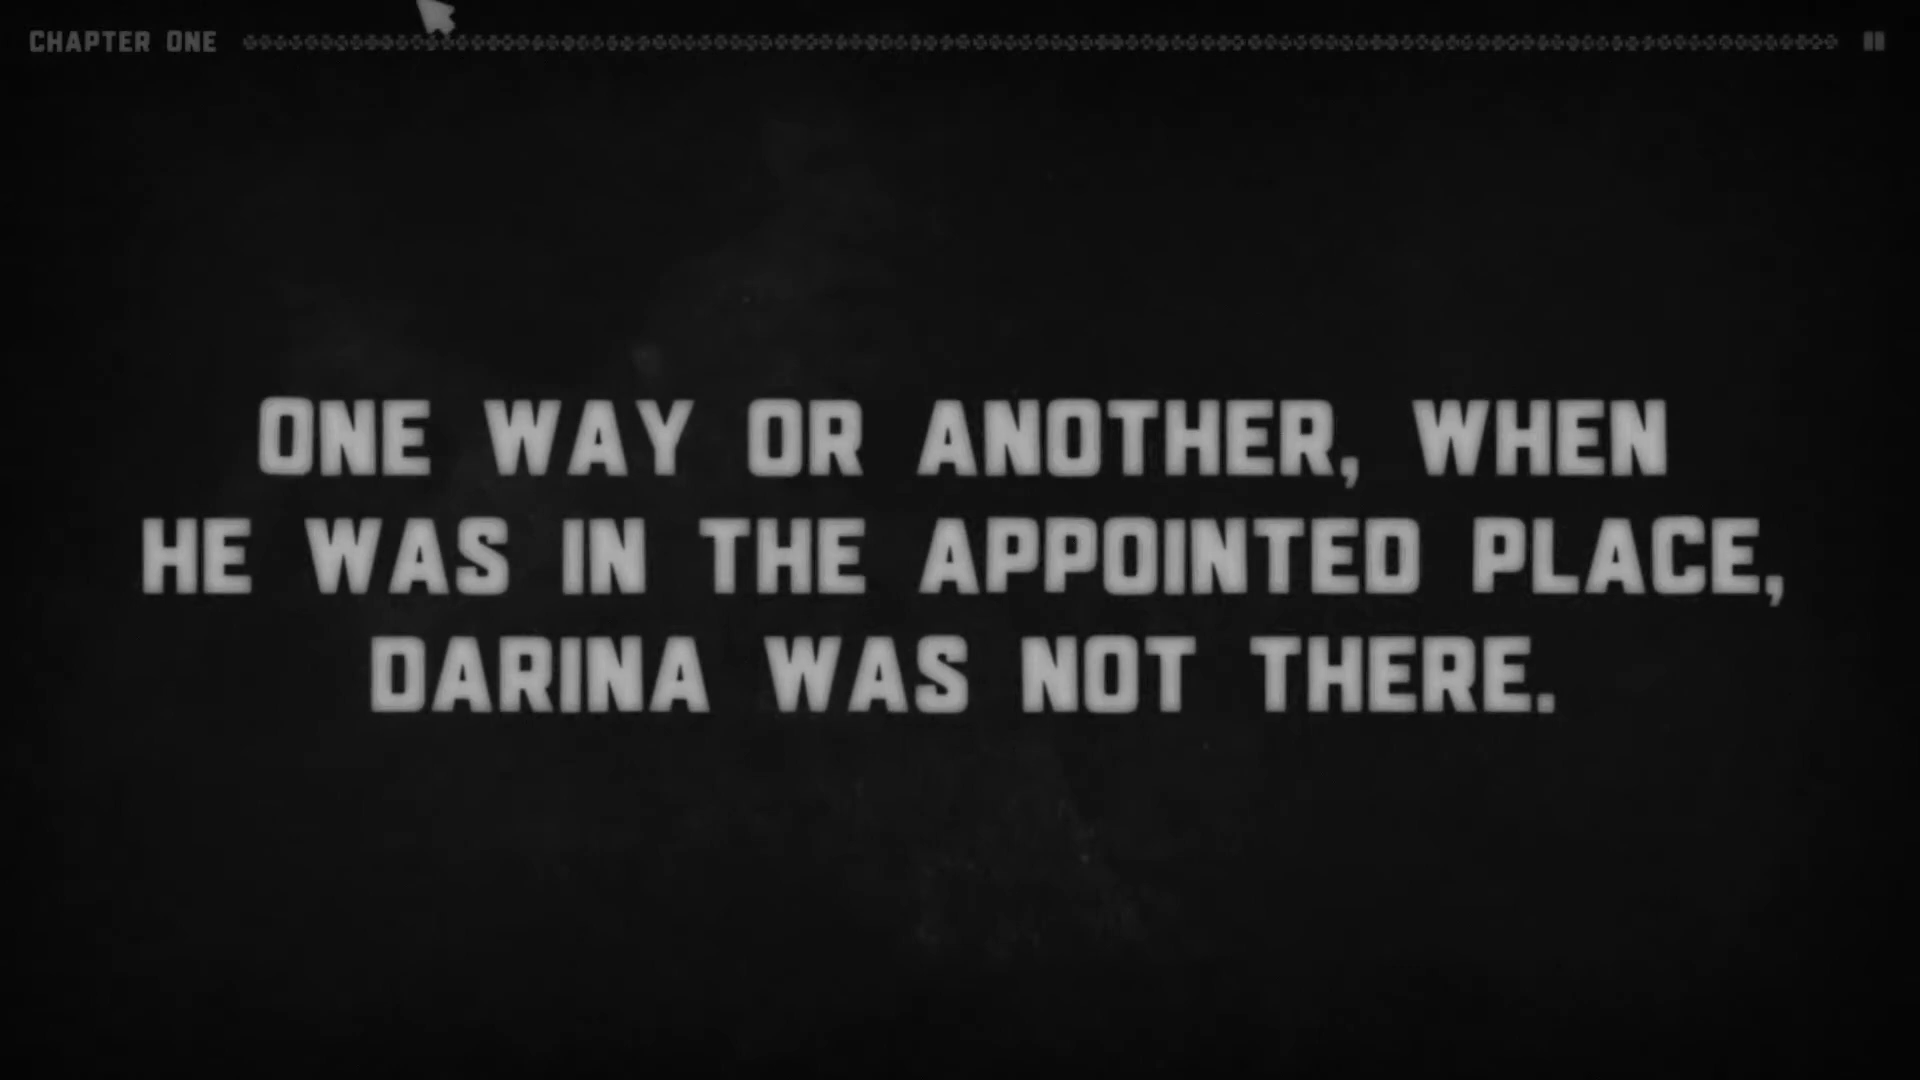 CHAPTER ONE
ONE WAY OR ANOTHER, WHEN
HE WAS IN THE APPOINTED PLACE,
DARINA WAS NOT THERE.